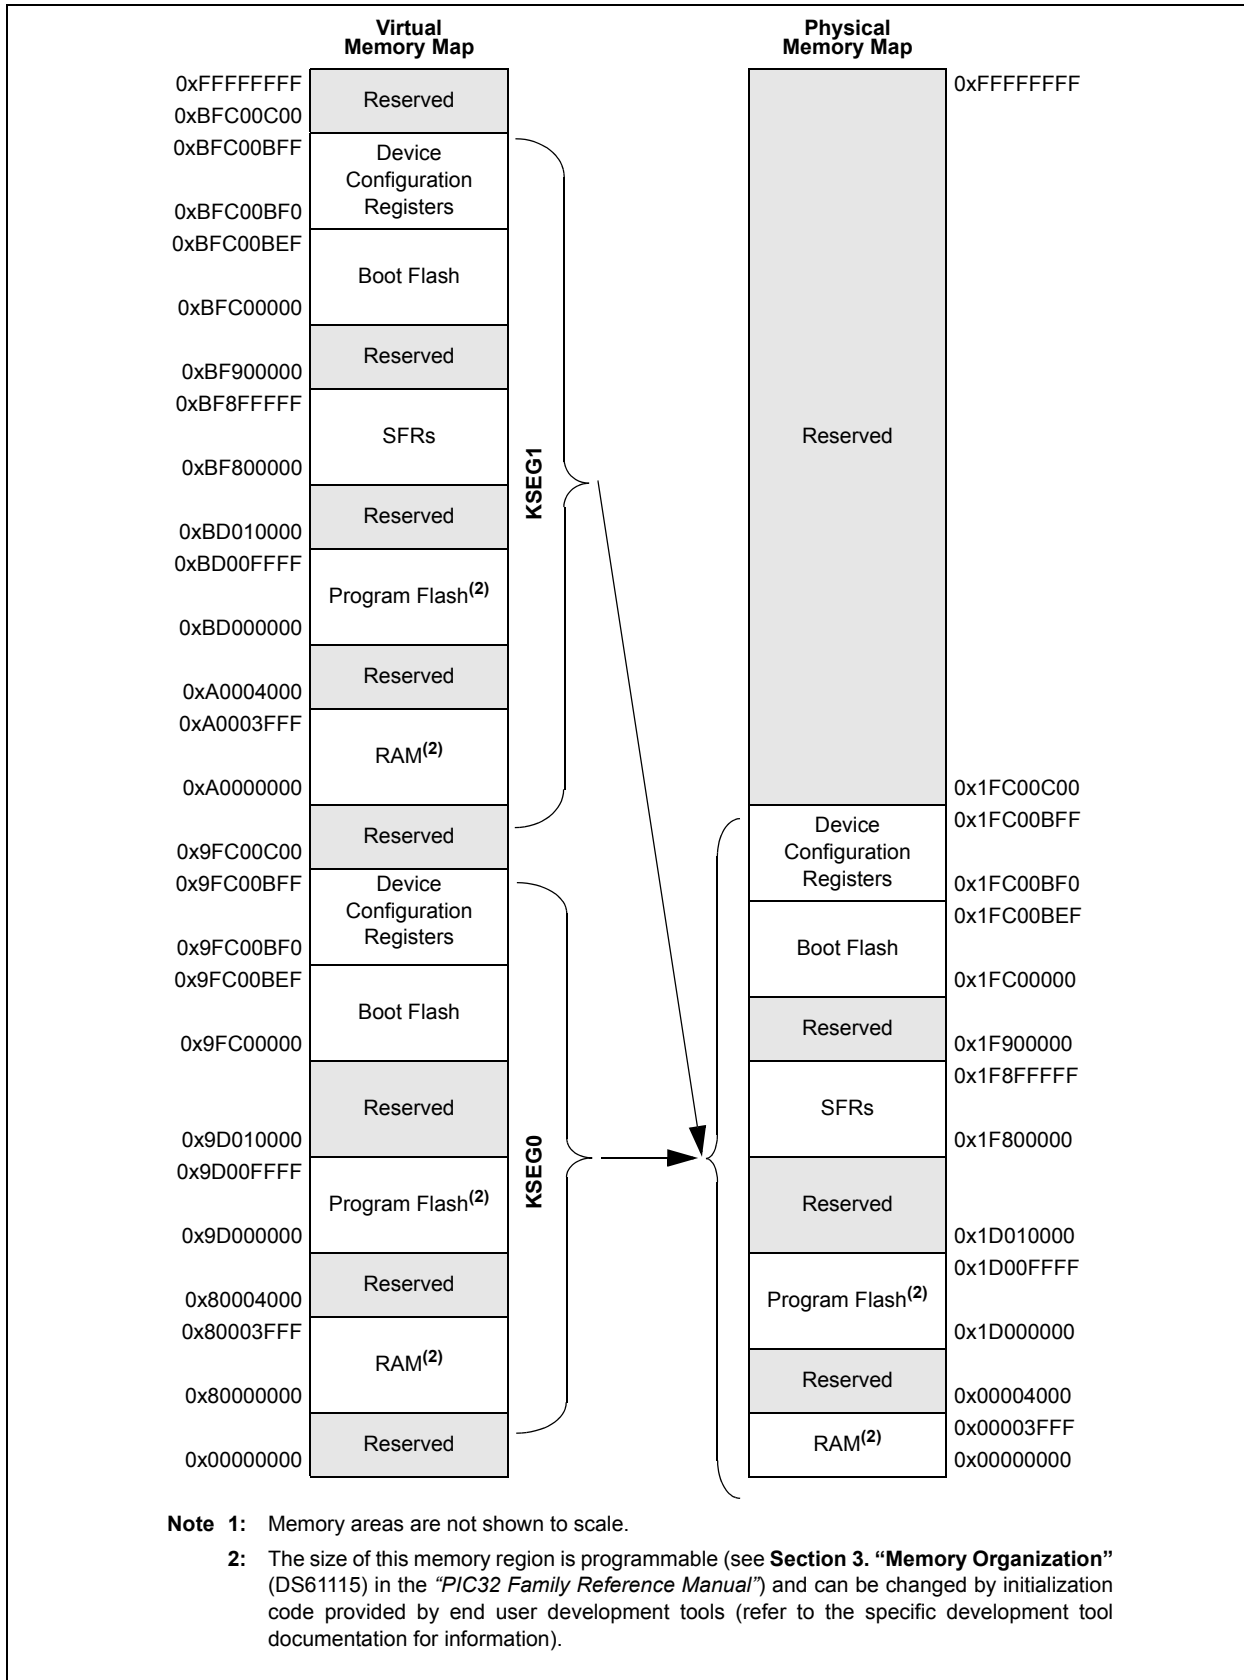 Virtual
Memory Map
0xFFFFFFFF
Reserved
0xBFC00C00
0xBFC00BFF
Device
Configuration
Registers
0xBFC00BF0
0xBFC00BEF
Boot Flash
0xBFC00000
Reserved
0xBF900000
0xBF8FFFFF
SFRs
0xBF800000
Reserved
0xBD010000
0xBD00FFFF
Program Flash(2)
0xBD000000
Reserved
0xA0004000
0xA0003FFF
RAM(2)
0xA0000000
KSEG1
Reserved
0x9FC00C00
0x9FC00BFF
Device
Configuration
Registers
0x9FC00BF0
0x9FC00BEF
Boot Flash
0x9FC00000
Reserved
0x9D010000
0x9D00FFFF
Program Flash(2)
0x9D000000
Reserved
0x80004000
0x80003FFF
RAM(2)
0x80000000
Reserved
0x00000000
KSEG0
Physical
Memory Map
0xFFFFFFFF
Reserved
0x1FC00C00
0x1FC00BFF
Device
Configuration
Registers
0x1FC00BF0
0x1FC00BEF
Boot Flash
0x1FC00000
Reserved
0x1F900000
0x1F8FFFFF
SFRs
0x1F800000
Reserved
0x1D010000
0x1D00FFFF
Program Flash(2)
0x1D000000
Reserved
0x00004000
0x00003FFF
RAM(2)
0x00000000
Note 1: Memory areas are not shown to scale.
2: The size of this memory region is programmable (see Section 3. “Memory Organization”
(DS61115) in the “PIC32 Family Reference Manual”) and can be changed by initialization
code provided by end user development tools (refer to the specific development tool
documentation for information).